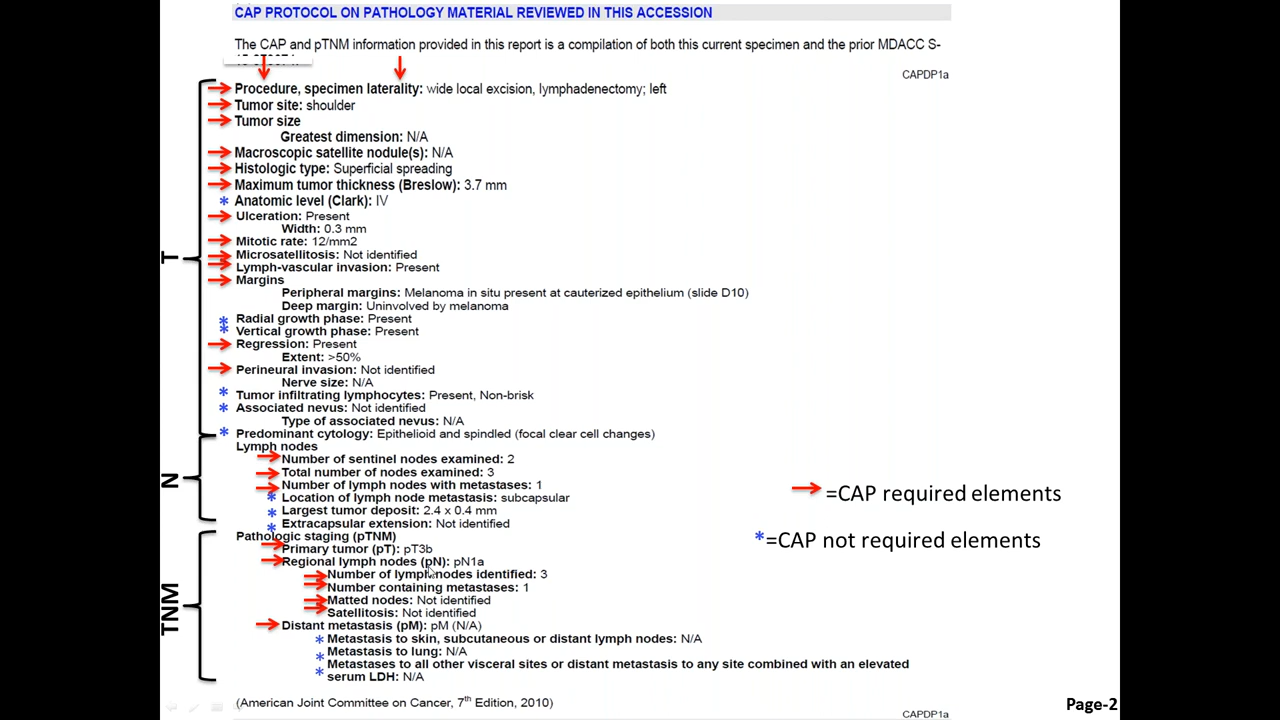 CAP PROTOCOL ON PATHOLOGY MATERIAL REVIEWED IN THIS ACCESSION
The CAP and pTNM information provided in this report is a compilation of both this current specimen and the prior MDACC S-
CAPDP1a
Procedure, specimen laterality: wide local excision, lymphadenectomy; left
Tumor site: shoulder
Tumor size
Greatest dimension: N/A
Macroscopic satellite nodule(s): N/A
Histologic type: Superficial spreading
Maximum tumor thickness (Breslow): 3.7 mm
* Anatomic level (Clark): IV
Ulceration: Present
Width: 0.3 mm
Mitotic rate: 12/mm2
Microsatellitosis: Not identified
Lymph-vascular invasion: Present
Margins
Peripheral margins: Melanoma in situ present at cauterized epithelium (slide D10)
Deep margin: Uninvolved by melanoma
* Radial growth phase: Present
* Vertical growth phase: Present
Regression: Present
Extent: >50%
Perineural invasion: Not identified
Nerve size: N/A
* Tumor infiltrating lymphocytes: Present, Non-brisk
* Associated nevus: Not identified
Type of associated nevus: N/A
* Predominant cytology: Epithelioid and spindled (focal clear cell changes)
T
Lymph nodes
Number of sentinel nodes examined: 2
Total number of nodes examined: 3
Number of lymph nodes with metastases: 1
* Location of lymph node metastasis: subcapsular
* Largest tumor deposit: 2.4 x 0.4 mm
* Extracapsular extension: Not identified
N
Pathologic staging (pTNM)
Primary tumor (pT): pT3b
Regional lymph nodes (pN): pN1a
Number of lymph nodes identified: 3
Number containing metastases: 1
Matted nodes: Not identified
Satellitosis: Not identified
Distant metastasis (pM): pM (N/A)
* Metastasis to skin, subcutaneous or distant lymph nodes: N/A
* Metastasis to lung: N/A
* Metastases to all other visceral sites or distant metastasis to any site combined with an elevated
serum LDH: N/A
TNM
=CAP required elements
*=CAP not required elements
(American Joint Committee on Cancer, 7th Edition, 2010)
Page-2
CAPDP1a